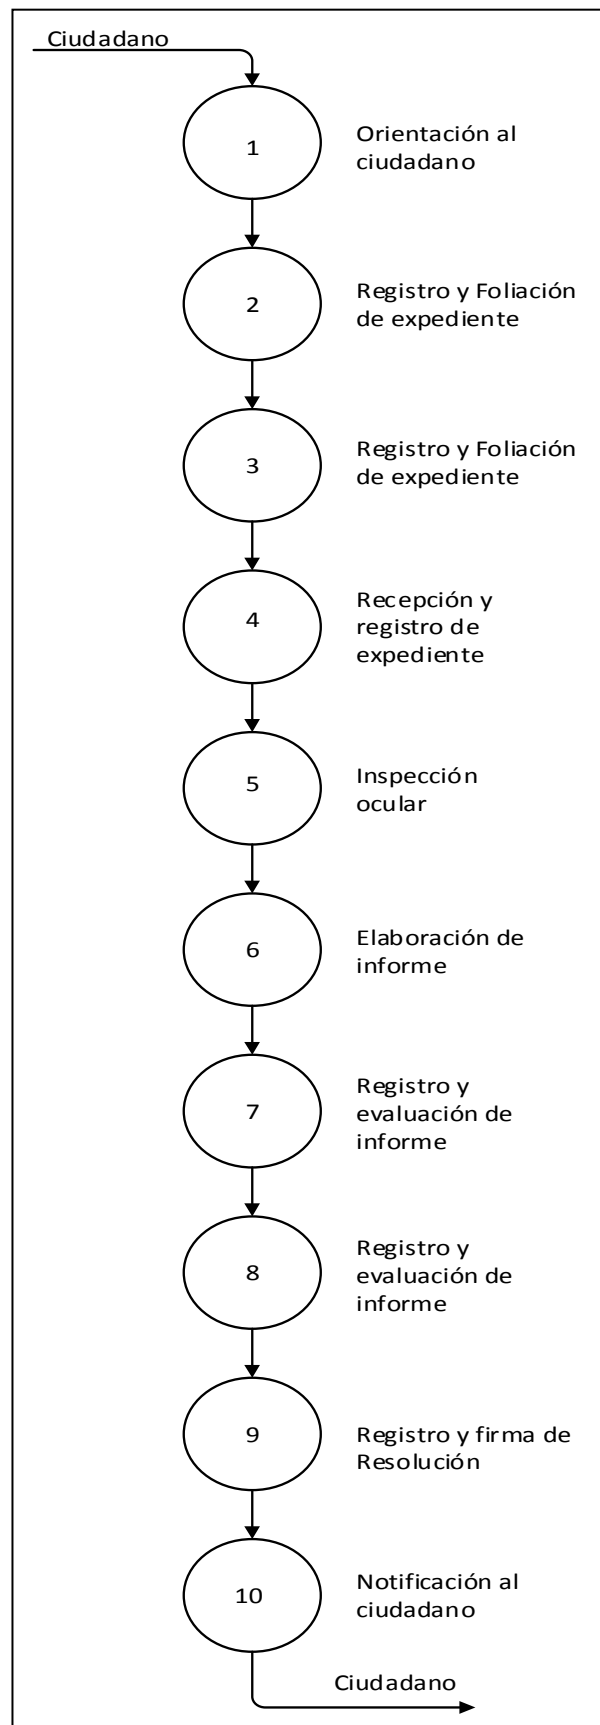 Ciudadano
1
Orientación al
ciudadano
2
Registro y Foliación
de expediente
3
Registro y Foliación
de expediente
4
Recepción y
registro de
expediente
5
Inspección
ocular
6
Elaboración de
informe
7
Registro y
evaluación de
informe
8
Registro y
evaluación de
informe
9
Registro y firma de
Resolución
10
Notificación al
ciudadano
Ciudadano